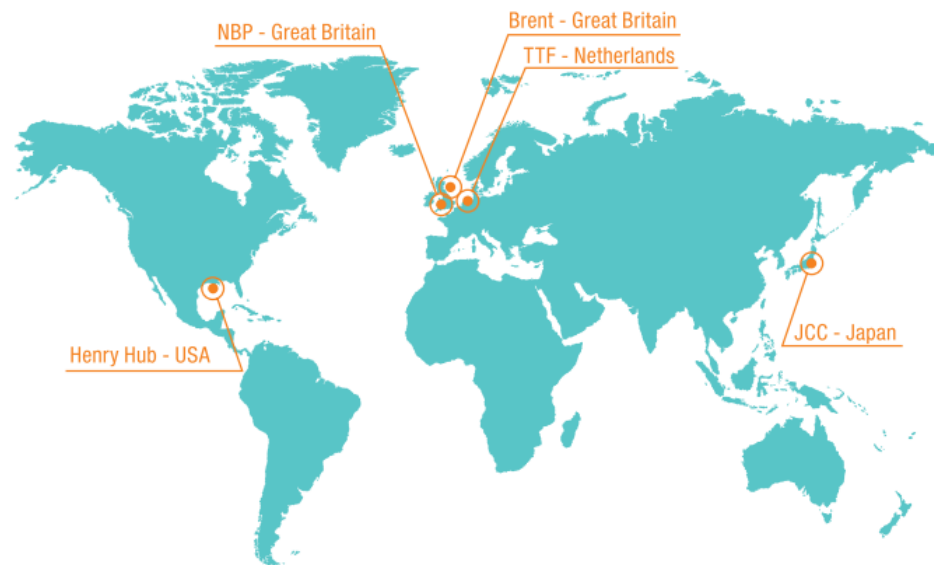 Brent - Great Britain
NBP - Great Britain
TTF - Netherlands
JCC - Japan
Henry Hub - USA